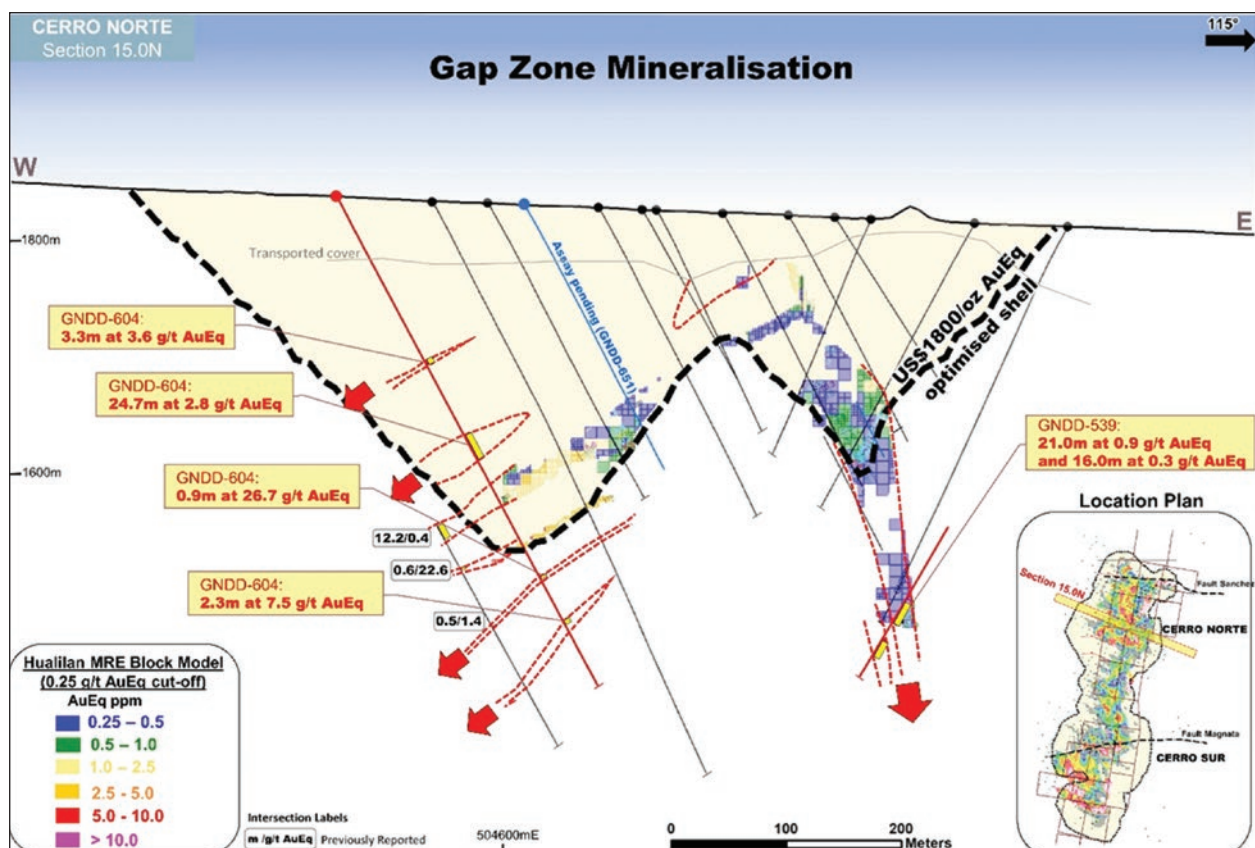 CERRO NORTE
Section 15.0N
115°
Gap Zone Mineralisation
W
E
1800m
Transported cover
Assay pending (GNDD-651)
US$1800/oz AuEq
optimised shell
GNDD-604:
3.3m at 3.6 g/t AuEq
GNDD-604:
24.7m at 2.8 g/t AuEq
1600m
GNDD-604:
0.9m at 26.7 g/t AuEq
12.2/0.4
0.6/22.6
GNDD-604:
2.3m at 7.5 g/t AuEq
0.5/1.4
GNDD-539:
21.0m at 0.9 g/t AuEq
and 16.0m at 0.3 g/t AuEq
Location Plan
Section 15.0N
Fault Sanchez
CERRO NORTE
Fault Magnata
CERRO SUR
Hualilan MRE Block Model
(0.25 g/t AuEq cut-off)
AuEq ppm
0.25 – 0.5
0.5 – 1.0
1.0 – 2.5
2.5 - 5.0
5.0 - 10.0
> 10.0
Intersection Labels
m /g/t AuEq Previously Reported
504600mE
0 100 200
Meters